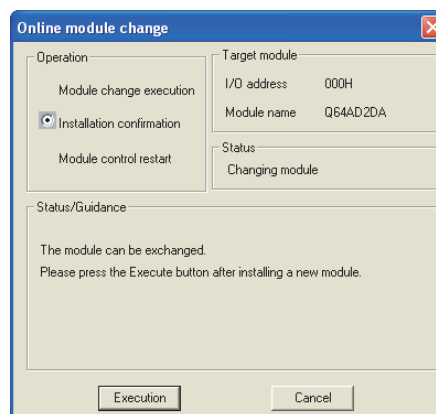 Online module change
Operation
Module change execution
Installation confirmation
Module control restart
Target module
I/O address 000H
Module name Q64AD2DA
Status
Changing module
Status/Guidance
The module can be exchanged.
Please press the Execute button after installing a new module.
Execution Cancel